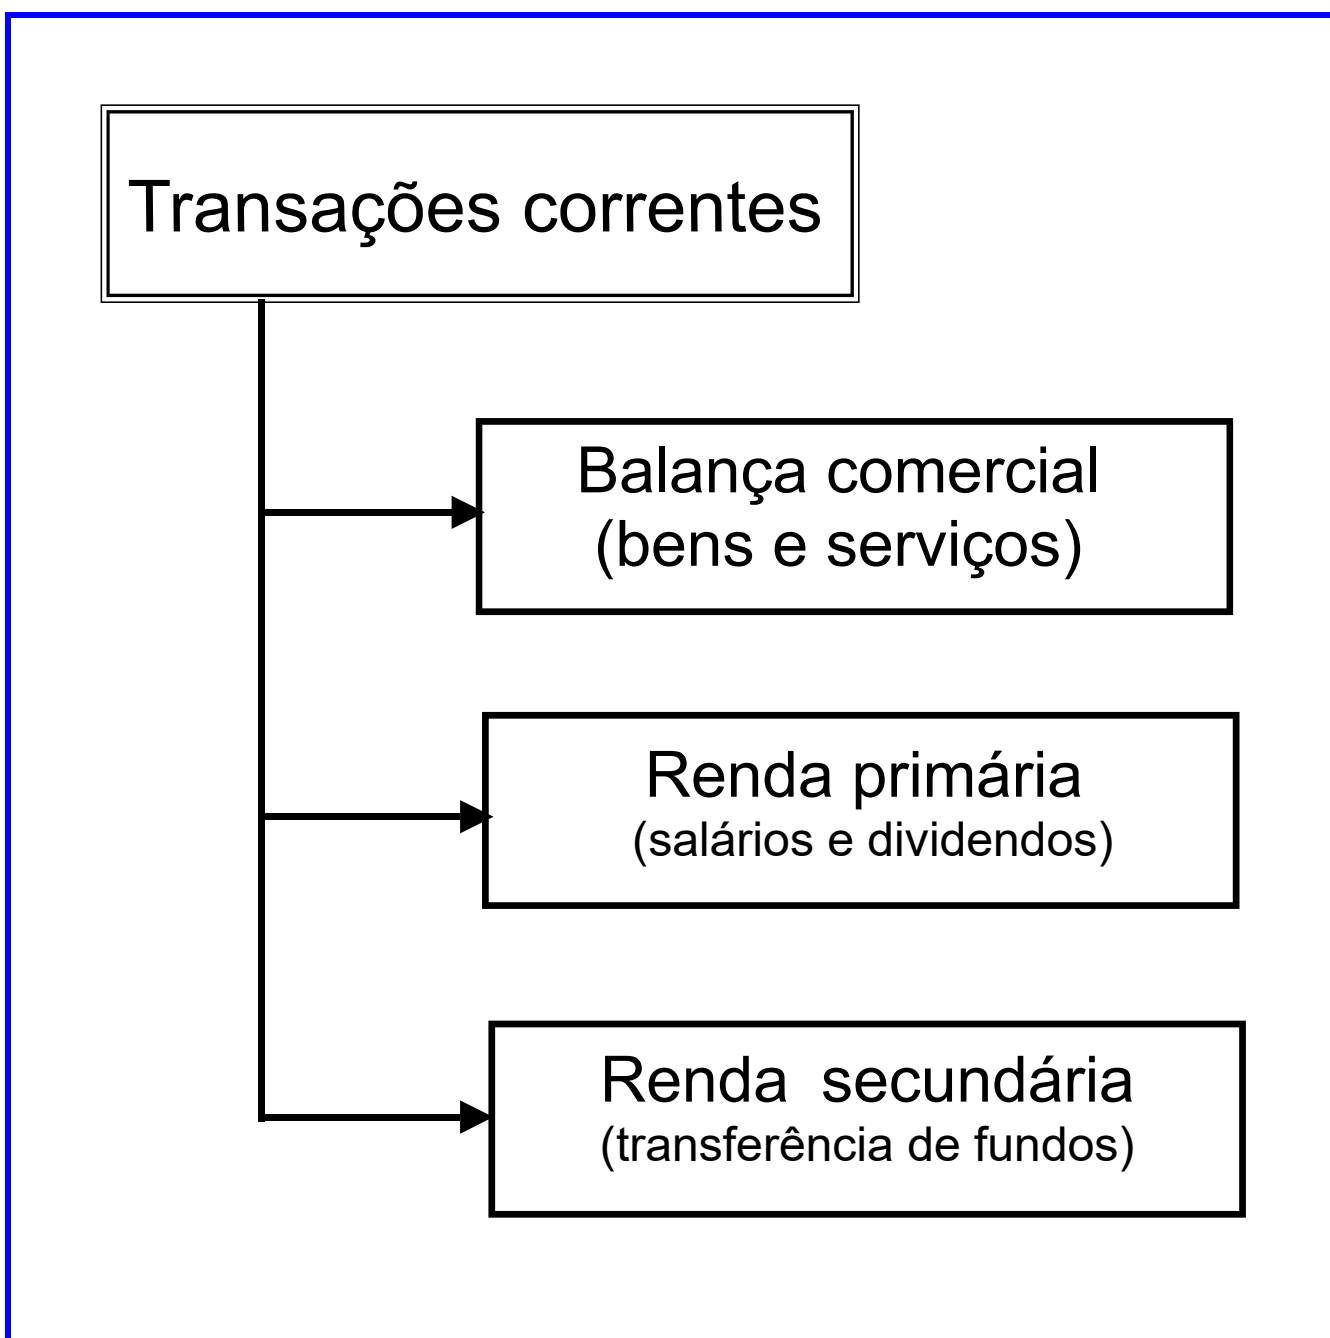 Transações correntes
Balança comercial
(bens e serviços)
Renda primária
(salários e dividendos)
Renda secundária
(transferência de fundos)